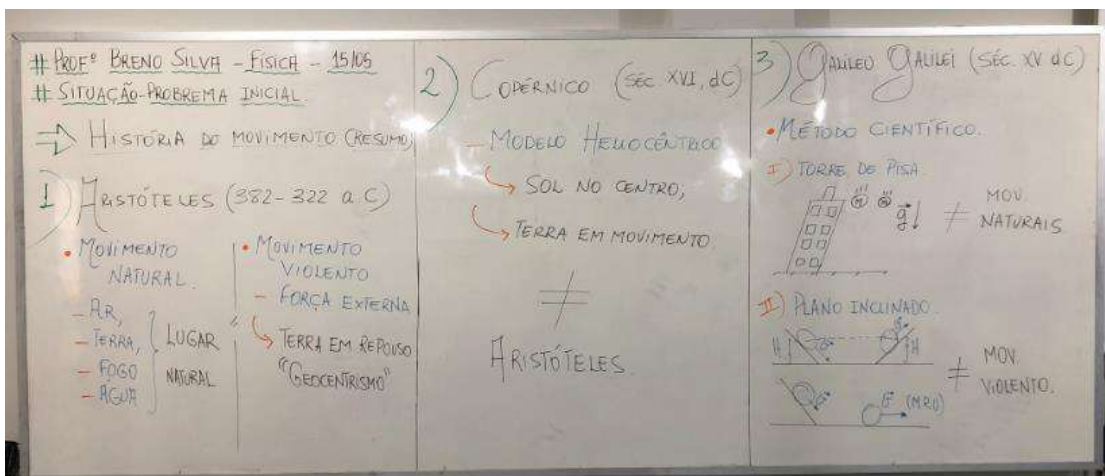 # PROFº BRENO SILVA - FÍSICA - 15/05
# SITUAÇÃO-PROBREMA INICIAL.
⇒ HISTÓRIA DO MOVIMENTO (RESUMO)
1) ARISTÓTELES (382-322 a.C)
• MOVIMENTO
NATURAL.
- AR,
- TERRA,
- FOGO
- ÁGUA
LUGAR
NATURAL
• MOVIMENTO
VIOLENTO
- FORÇA EXTERNA
↳ TERRA EM REPOUSO
"GEOCENTRISMO"
2) COPÉRNICO (SÉC. XVI, dC)
- MODELO HELIOCÊNTRICO
↳ SOL NO CENTRO;
↳ TERRA EM MOVIMENTO.
≠
ARISTÓTELES.
3) GALILEU GALILEI (SÉC. XV dC)
• MÉTODO CIENTÍFICO.
I) TORRE DE PISA.
M m g ↓
≠ MOV.
NATURAIS.
II) PLANO INCLINADO.
H H
(MRU)
≠ MOV.
VIOLENTO.